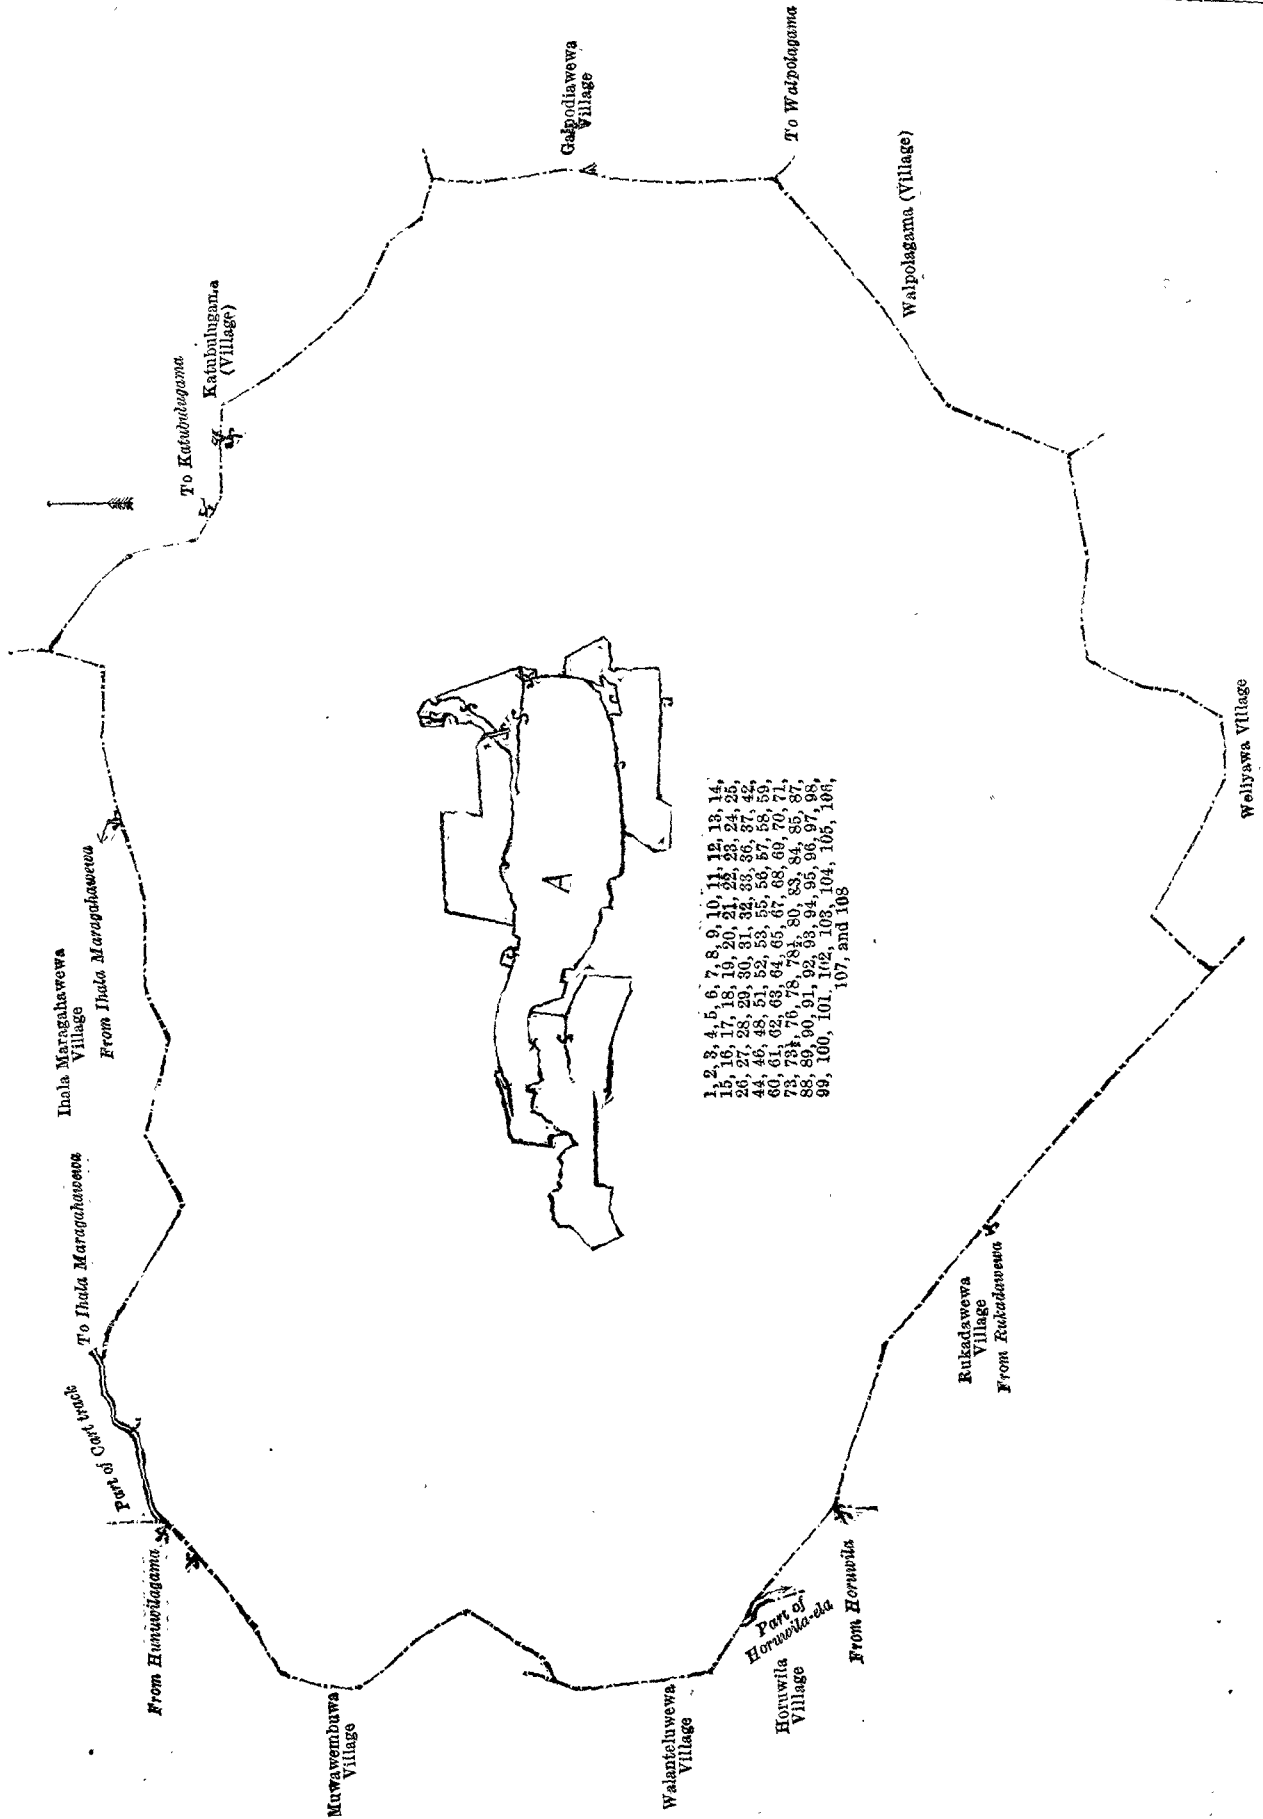 Muwawembuwa
Village
From Hunuwilagama
Part of Cart track
To Ihala Maragahawewa
Ihala Maragahawewa
Village
From Ihala Maragahawewa
To Katubulugama
Katubulugama
(Village)
Galpodiawewa
Village
To Walpolagama
Walpolagama (Village)
Weliyawa Village
Rukadawewa
Village
From Rukadawewa
From Horuwila
Part of
Horuwila-ela
Horuwila
Village
Walanteluwewa
Village
A
1, 2, 3, 4, 5, 6, 7, 8, 9, 10, 11, 12, 13, 14,
15, 16, 17, 18, 19, 20, 21, 22, 23, 24, 25,
26, 27, 28, 29, 30, 31, 32, 33, 36, 37, 42,
44, 46, 48, 51, 52, 53, 55, 56, 57, 58, 59,
60, 61, 62, 63, 64, 65, 67, 68, 69, 70, 71,
73, 73½, 76, 78, 78½, 80, 83, 84, 85, 87,
88, 89, 90, 91, 92, 93, 94, 95, 96, 97, 98,
99, 100, 101, 102, 103, 104, 105, 106,
107, and 108